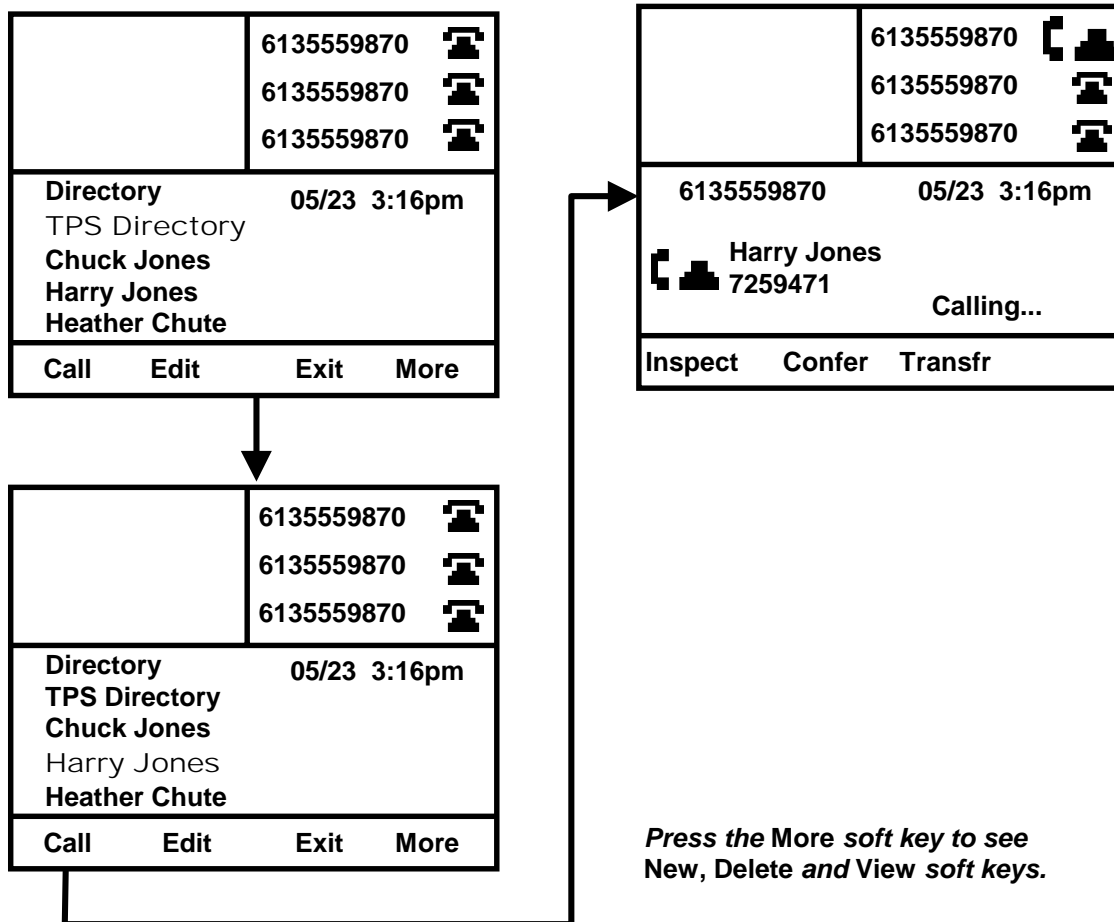 6135559870
6135559870
6135559870
Directory 05/23 3:16pm
TPS Directory
Chuck Jones
Harry Jones
Heather Chute
Call Edit Exit More
6135559870
6135559870
6135559870
Directory 05/23 3:16pm
TPS Directory
Chuck Jones
Harry Jones
Heather Chute
Call Edit Exit More
6135559870
6135559870
6135559870
6135559870 05/23 3:16pm
Harry Jones
7259471
Calling...
Inspect Confer Transfr
Press the More soft key to see
New, Delete and View soft keys.